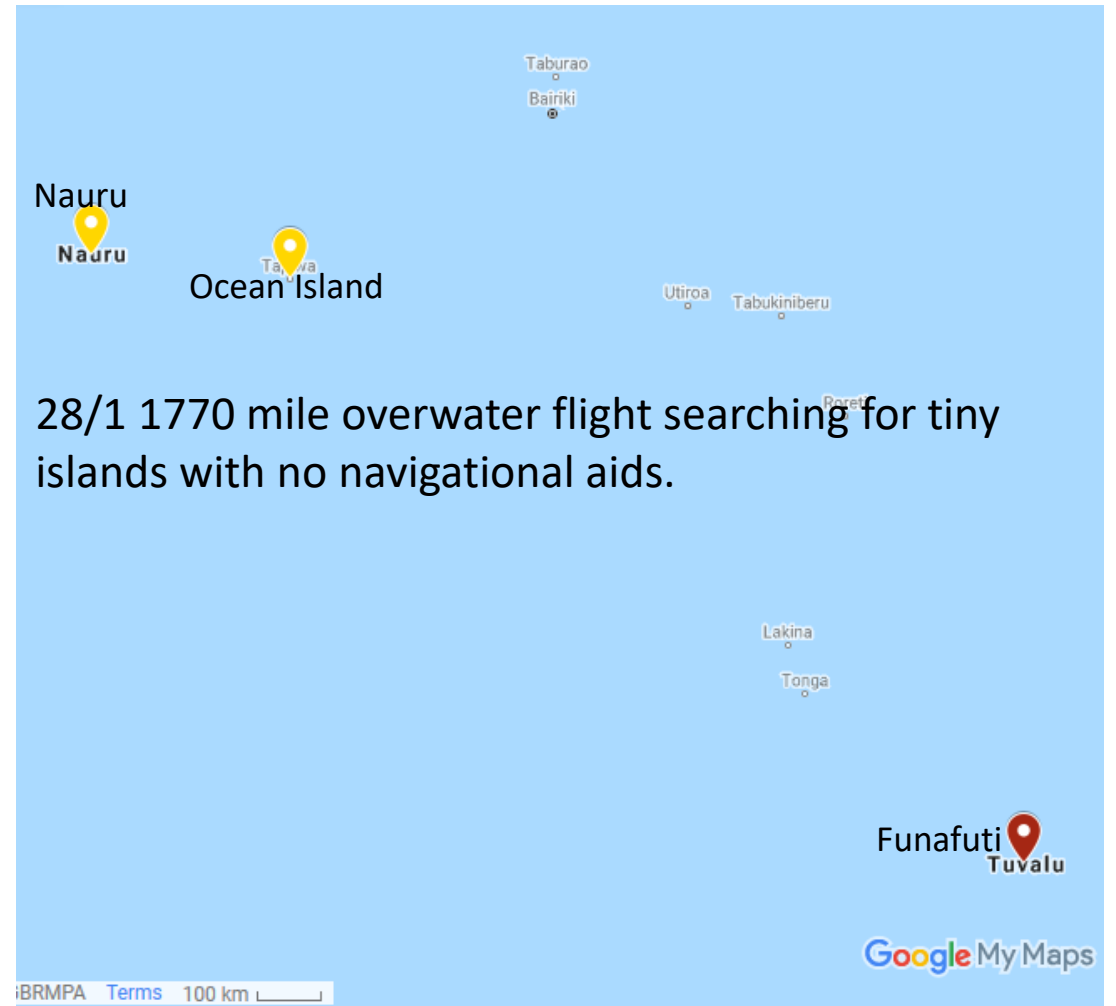 Taburao
Bairiki
Nauru
Nauru
Ocean Island
Utiroa
Tabukiniberu
28/1 1770 mile overwater flight searching for tiny
islands with no navigational aids.
Lakina
Tonga
Funafuti
Tuvalu
Google My Maps
Terms
100 km